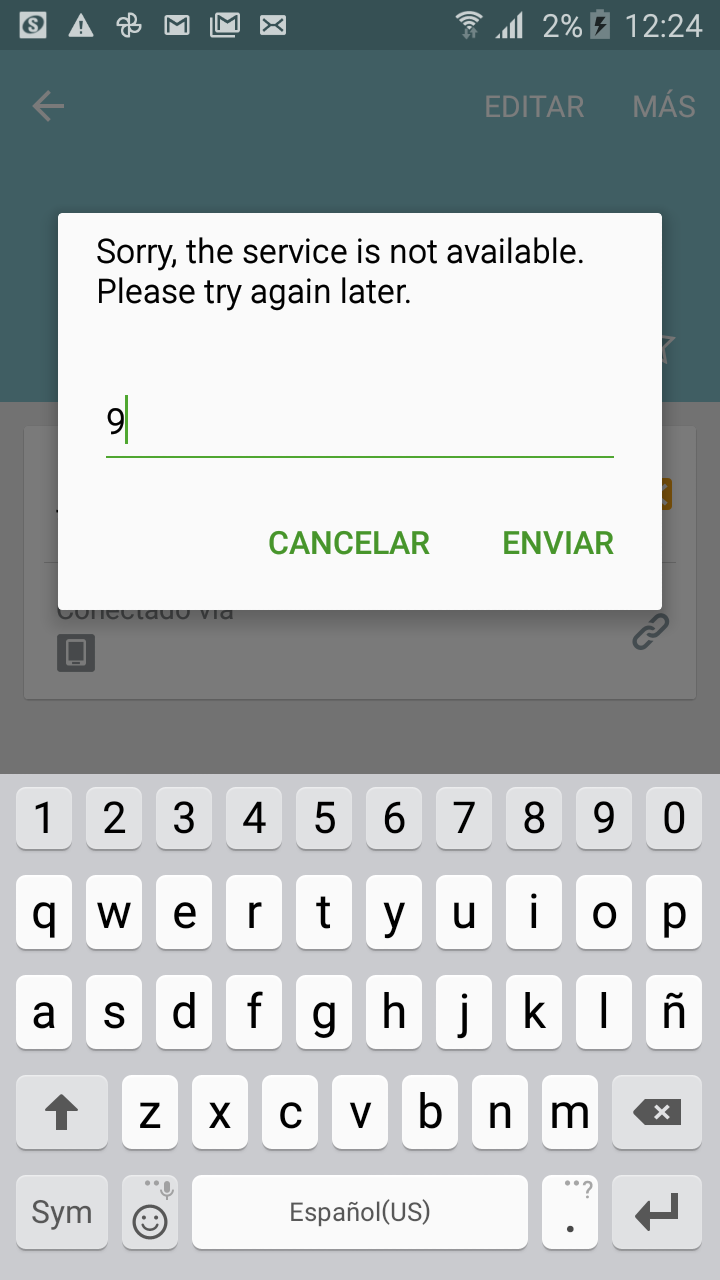 2% 12:24
EDITAR MÁS
Sorry, the service is not available.
Please try again later.
9
CANCELAR ENVIAR
Conectado vía
1 2 3 4 5 6 7 8 9 0
q w e r t y u i o p
a s d f g h j k l ñ
z x c v b n m
Sym Español(US) . ?